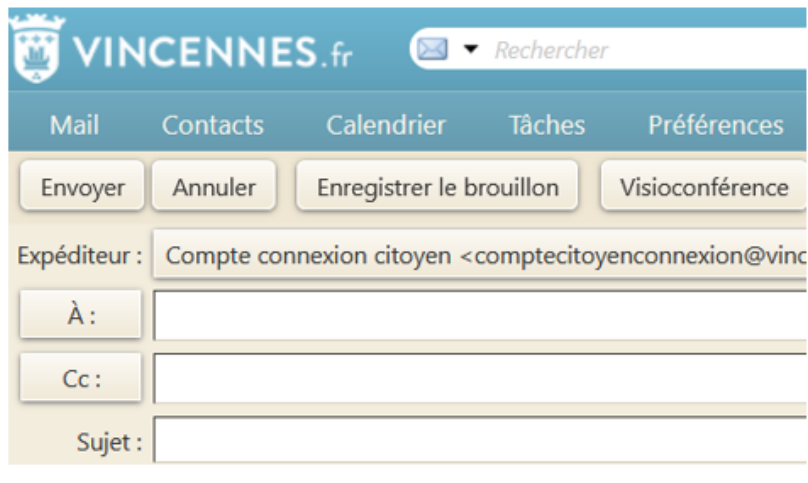 VINCENNES.fr Rechercher
Mail Contacts Calendrier Tâches Préférences
Envoyer Annuler Enregistrer le brouillon Visioconférence
Expéditeur : Compte connexion citoyen <comptecitoyenconnexion@vinc
À :
Cc :
Sujet :